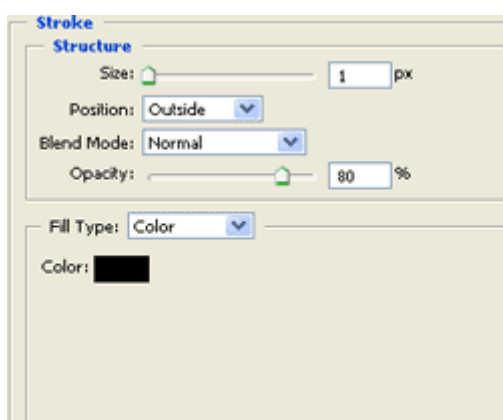 Stroke
Structure
Size: 1 px
Position: Outside
Blend Mode: Normal
Opacity: 80 %
Fill Type: Color
Color: